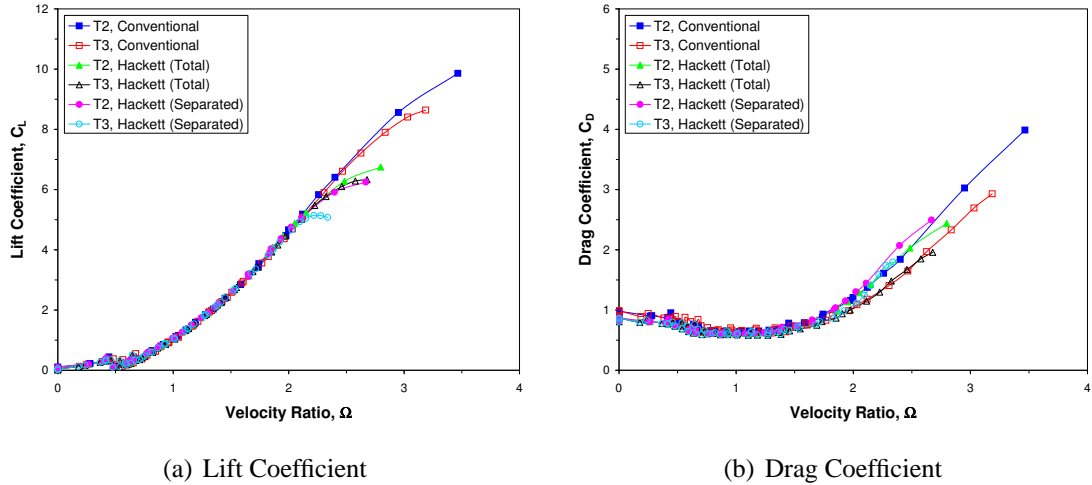 12
10
8
6
4
2
0
0
1
2
3
4
Lift Coefficient, C_L
Velocity Ratio, Ω
T2, Conventional
T3, Conventional
T2, Hackett (Total)
T3, Hackett (Total)
T2, Hackett (Separated)
T3, Hackett (Separated)
(a) Lift Coefficient
6
5
4
3
2
1
0
0
1
2
3
4
Drag Coefficient, C_D
Velocity Ratio, Ω
T2, Conventional
T3, Conventional
T2, Hackett (Total)
T3, Hackett (Total)
T2, Hackett (Separated)
T3, Hackett (Separated)
(b) Drag Coefficient